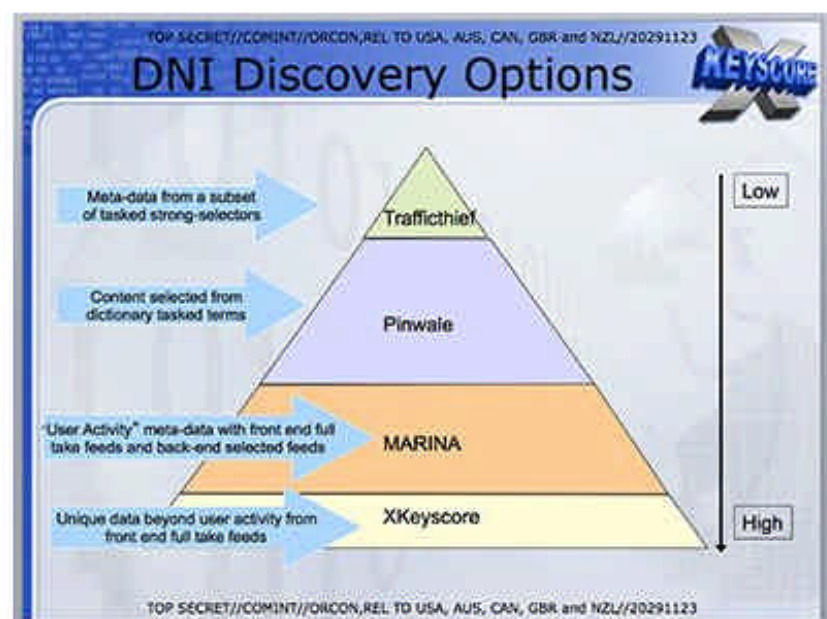 TOP SECRET//COMINT//ORCON,REL TO USA, AUS, CAN, GBR and NZL//20291123
DNI Discovery Options
X KEYSCORE
Meta-data from a subset
of tasked strong-selectors
Trafficthief
Low
Content selected from
dictionary tasked terms
Pinwale
"User Activity" meta-data with front end full
take feeds and back-end selected feeds
MARINA
Unique data beyond user activity from
front end full take feeds
XKeyscore
High
TOP SECRET//COMINT//ORCON,REL TO USA, AUS, CAN, GBR and NZL//20291123